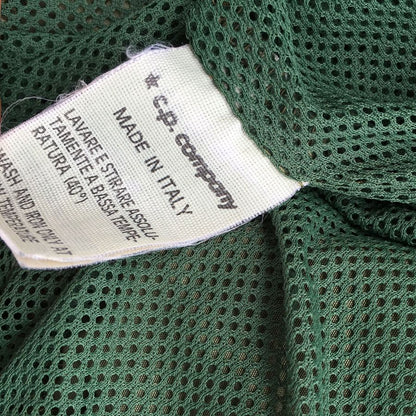 c.p. company
MADE IN ITALY
LAVARE E STIRARE ASSOLU-
TAMENTE A BASSA TEMPE-
RATURA (40°)
WASH AND IRON ONLY AT